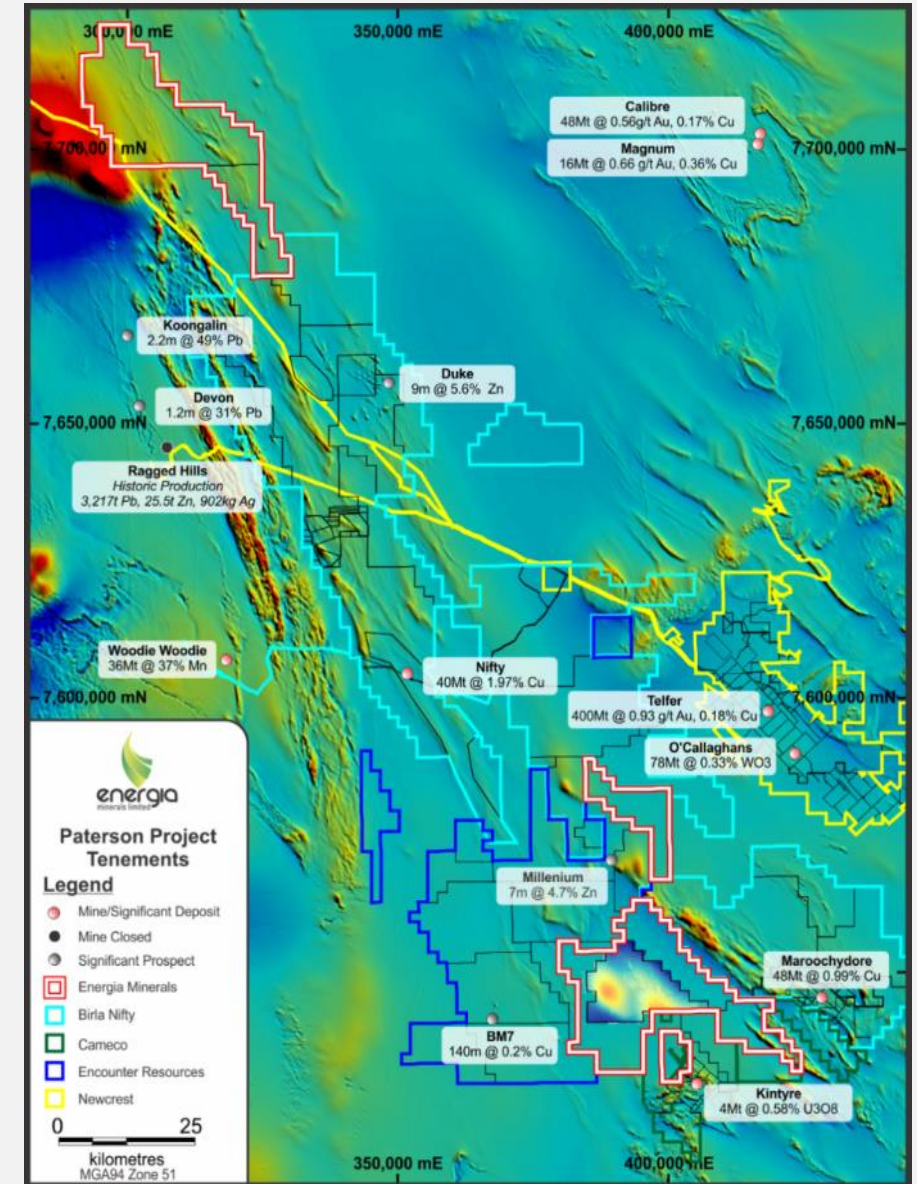 300,000 mE
350,000 mE
400,000 mE
Calibre
48Mt @ 0.56g/t Au, 0.17% Cu
7,700,000 mN
Magnum
16Mt @ 0.66 g/t Au, 0.36% Cu
7,700,000 mN
Koongalin
2.2m @ 49% Pb
Duke
9m @ 5.6% Zn
Devon
1.2m @ 31% Pb
7,650,000 mN
7,650,000 mN
Ragged Hills
Historic Production
3,217t Pb, 25.5t Zn, 902kg Ag
Woodie Woodie
36Mt @ 37% Mn
Nifty
40Mt @ 1.97% Cu
7,600,000 mN
Telfer
400Mt @ 0.93 g/t Au, 0.18% Cu
7,600,000 mN
O'Callaghans
78Mt @ 0.33% WO3
Millenium
7m @ 4.7% Zn
Maroochydore
48Mt @ 0.99% Cu
BM7
140m @ 0.2% Cu
Kintyre
4Mt @ 0.58% U3O8
350,000 mE
400,000 mE
energia
minerals limited
Paterson Project
Tenements
Legend
Mine/Significant Deposit
Mine Closed
Significant Prospect
Energia Minerals
Birla Nifty
Cameco
Encounter Resources
Newcrest
0 25
kilometres
MGA94 Zone 51